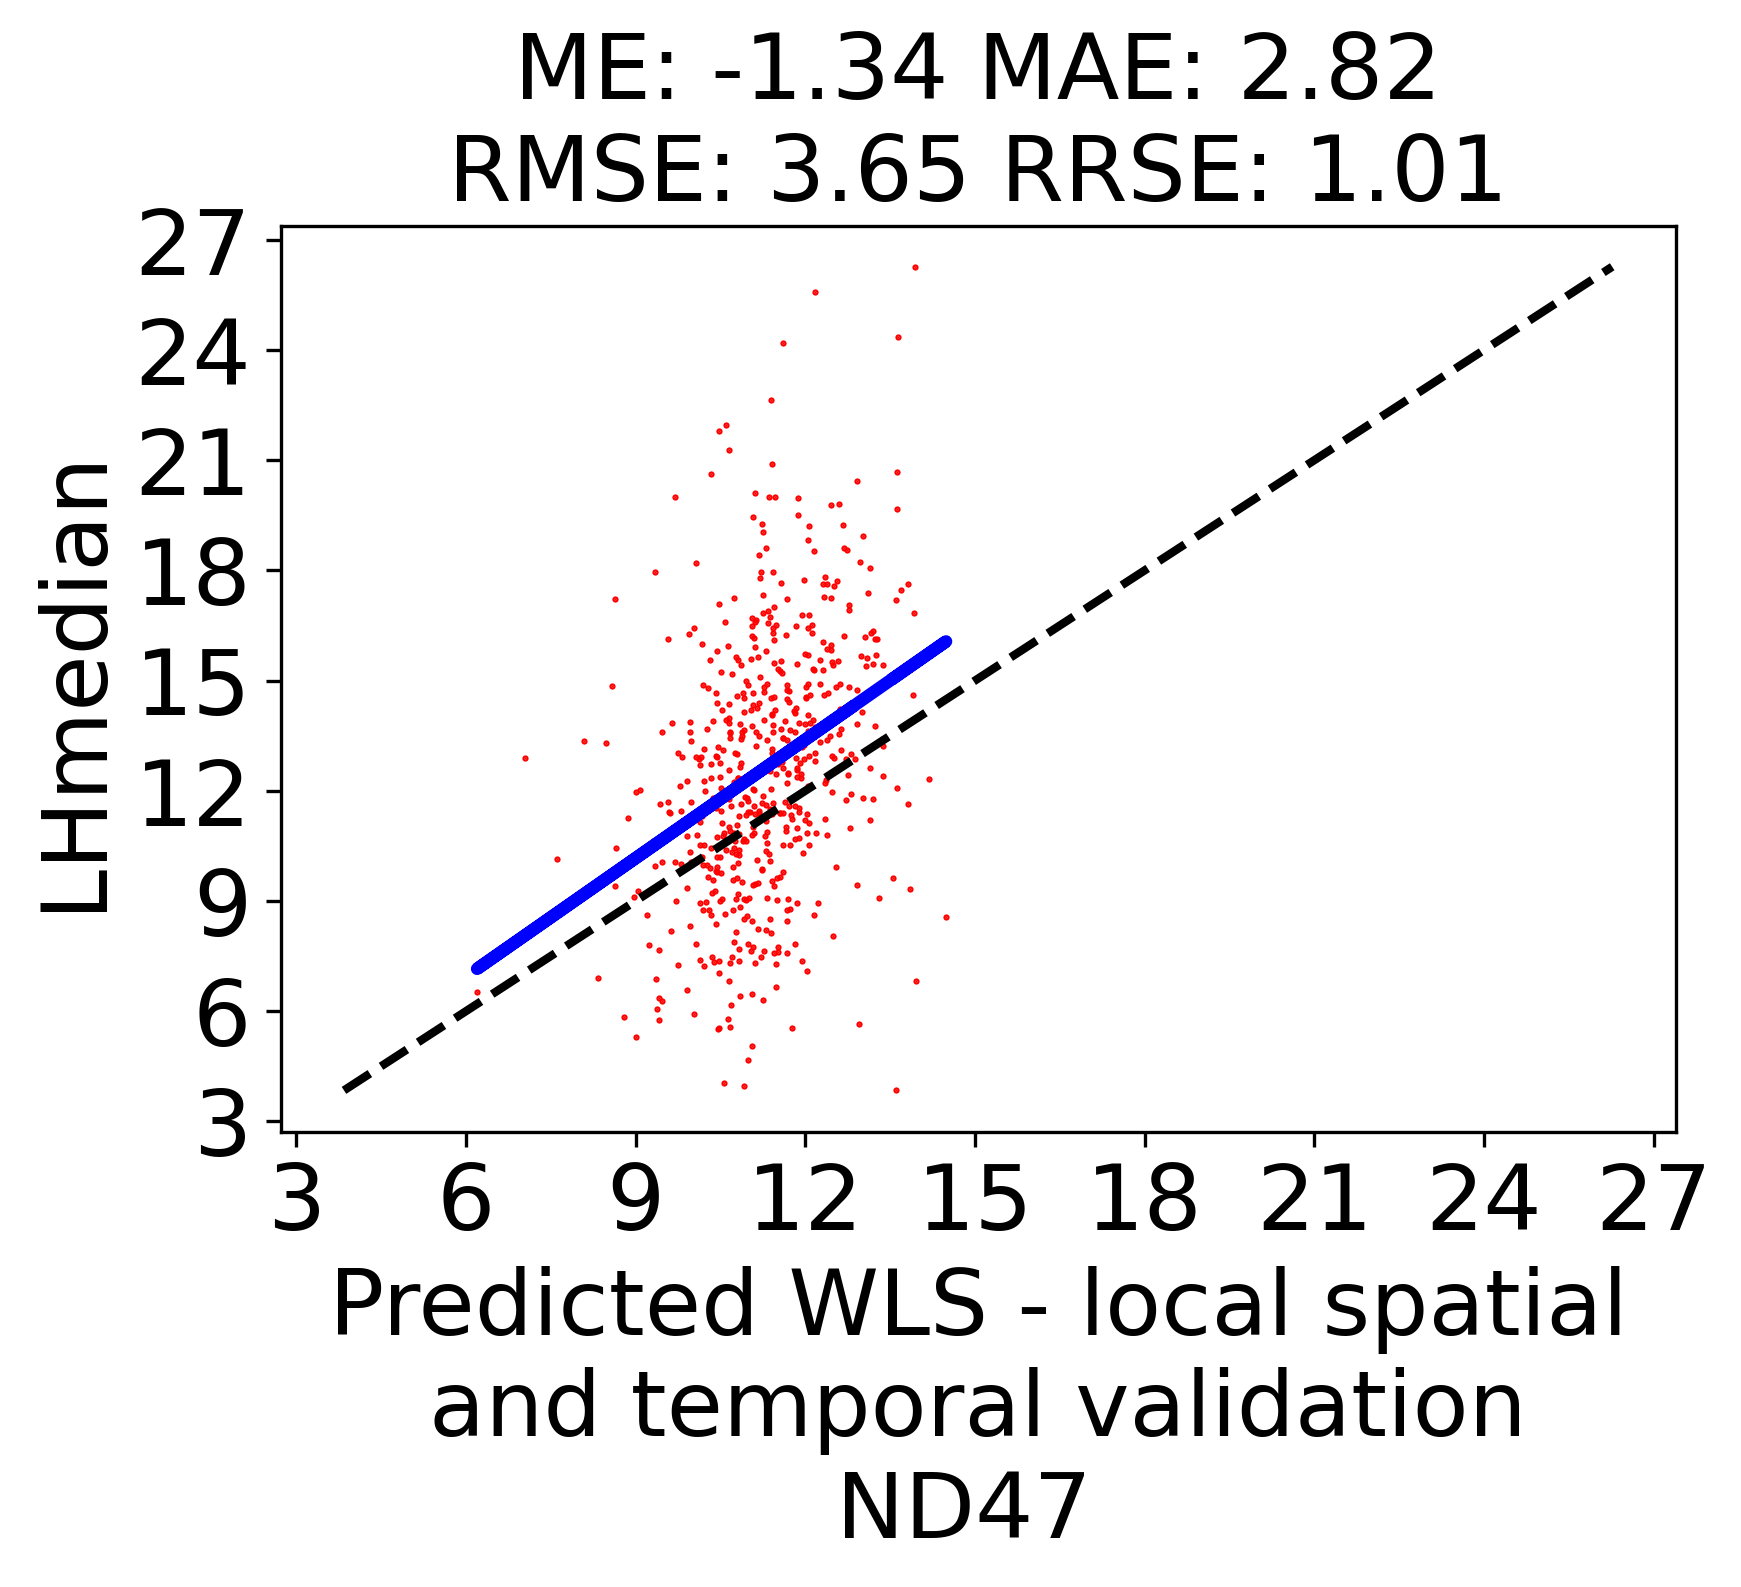 ME: -1.34 MAE: 2.82
RMSE: 3.65 RRSE: 1.01
27
24
21
18
15
12
9
6
3
LHmedian
3 6 9 12 15 18 21 24 27
Predicted WLS - local spatial
and temporal validation
ND47